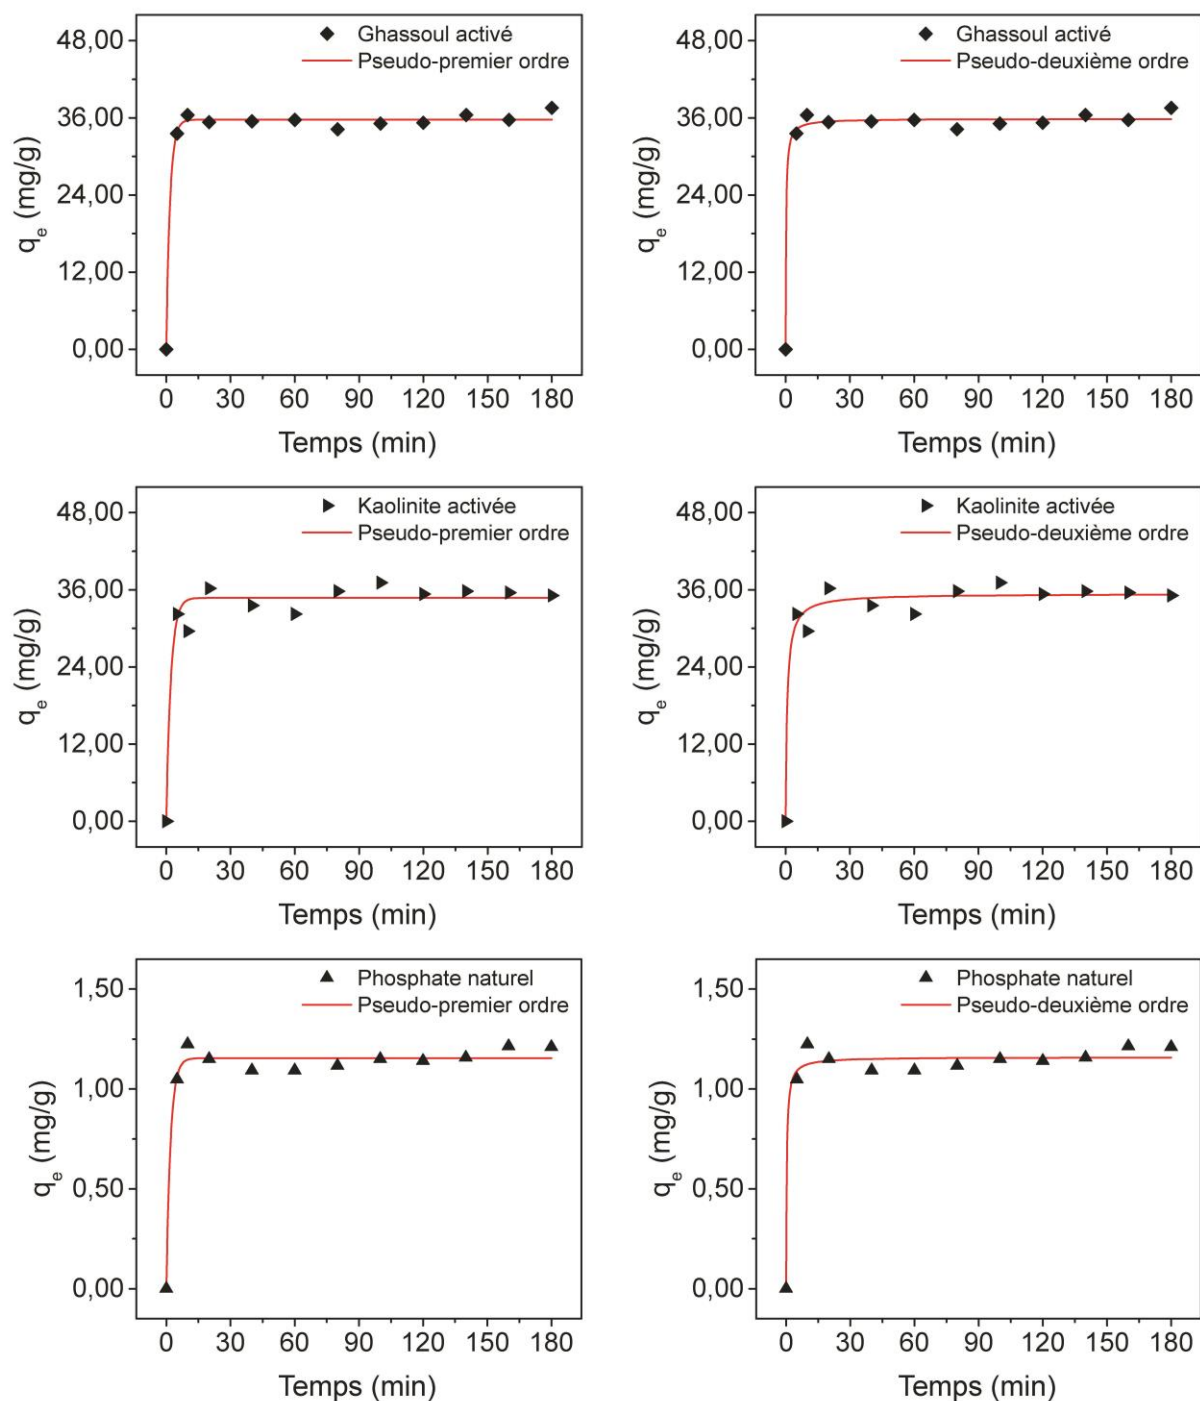 48,00
36,00
24,00
12,00
0,00
qe (mg/g)
Ghassoul activé
Pseudo-premier ordre
0 30 60 90 120 150 180
Temps (min)
48,00
36,00
24,00
12,00
0,00
qe (mg/g)
Ghassoul activé
Pseudo-deuxième ordre
0 30 60 90 120 150 180
Temps (min)
48,00
36,00
24,00
12,00
0,00
qe (mg/g)
Kaolinite activée
Pseudo-premier ordre
0 30 60 90 120 150 180
Temps (min)
48,00
36,00
24,00
12,00
0,00
qe (mg/g)
Kaolinite activée
Pseudo-deuxième ordre
0 30 60 90 120 150 180
Temps (min)
1,50
1,00
0,50
0,00
qe (mg/g)
Phosphate naturel
Pseudo-premier ordre
0 30 60 90 120 150 180
Temps (min)
1,50
1,00
0,50
0,00
qe (mg/g)
Phosphate naturel
Pseudo-deuxième ordre
0 30 60 90 120 150 180
Temps (min)